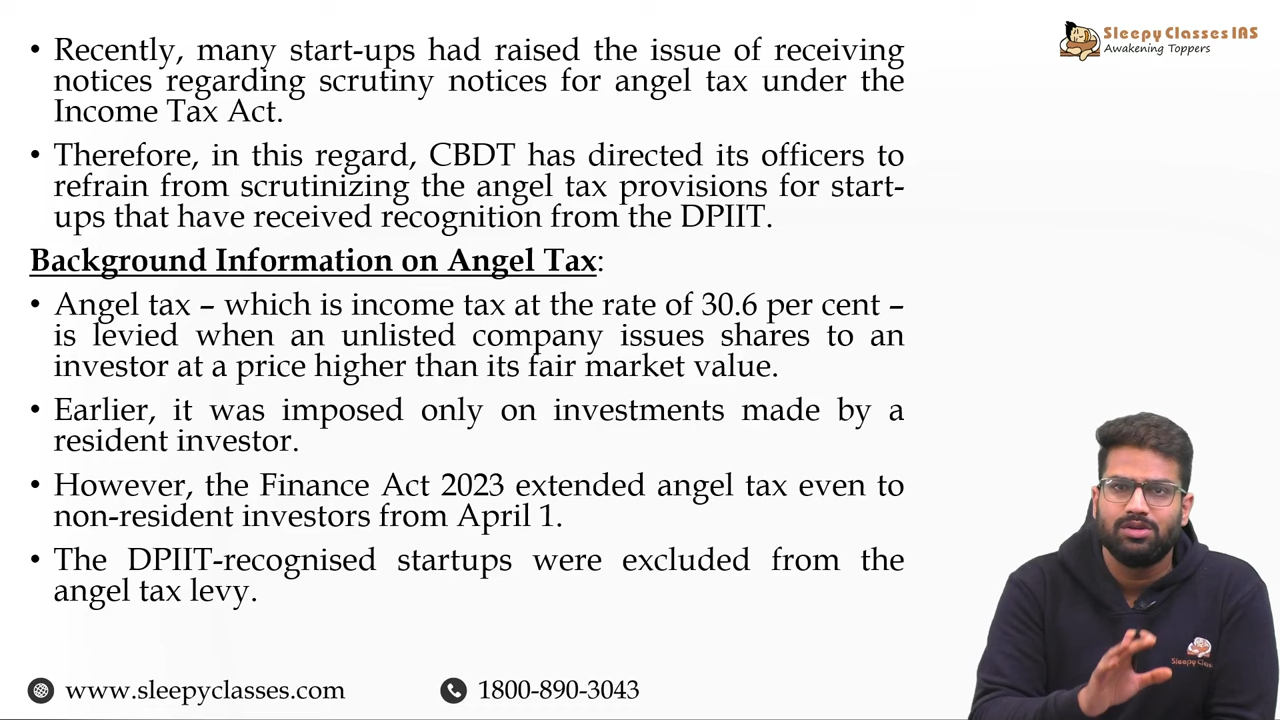 Sleepy Classes IAS
Awakening Toppers
• Recently, many start-ups had raised the issue of receiving
notices regarding scrutiny notices for angel tax under the
Income Tax Act.
• Therefore, in this regard, CBDT has directed its officers to
refrain from scrutinizing the angel tax provisions for start-
ups that have received recognition from the DPIIT.
Background Information on Angel Tax:
• Angel tax – which is income tax at the rate of 30.6 per cent –
is levied when an unlisted company issues shares to an
investor at a price higher than its fair market value.
• Earlier, it was imposed only on investments made by a
resident investor.
• However, the Finance Act 2023 extended angel tax even to
non-resident investors from April 1.
• The DPIIT-recognised startups were excluded from the
angel tax levy.
Sleepy Clas
www.sleepyclasses.com
1800-890-3043